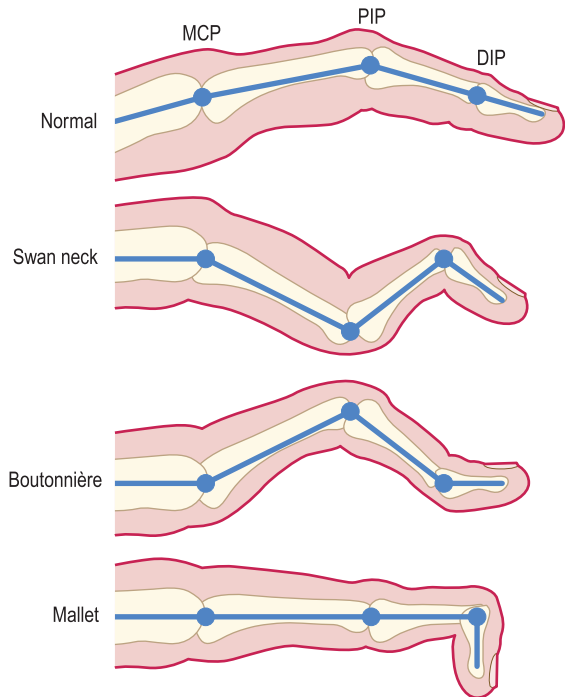 MCP
PIP
DIP
Normal
Swan neck
Boutonnière
Mallet